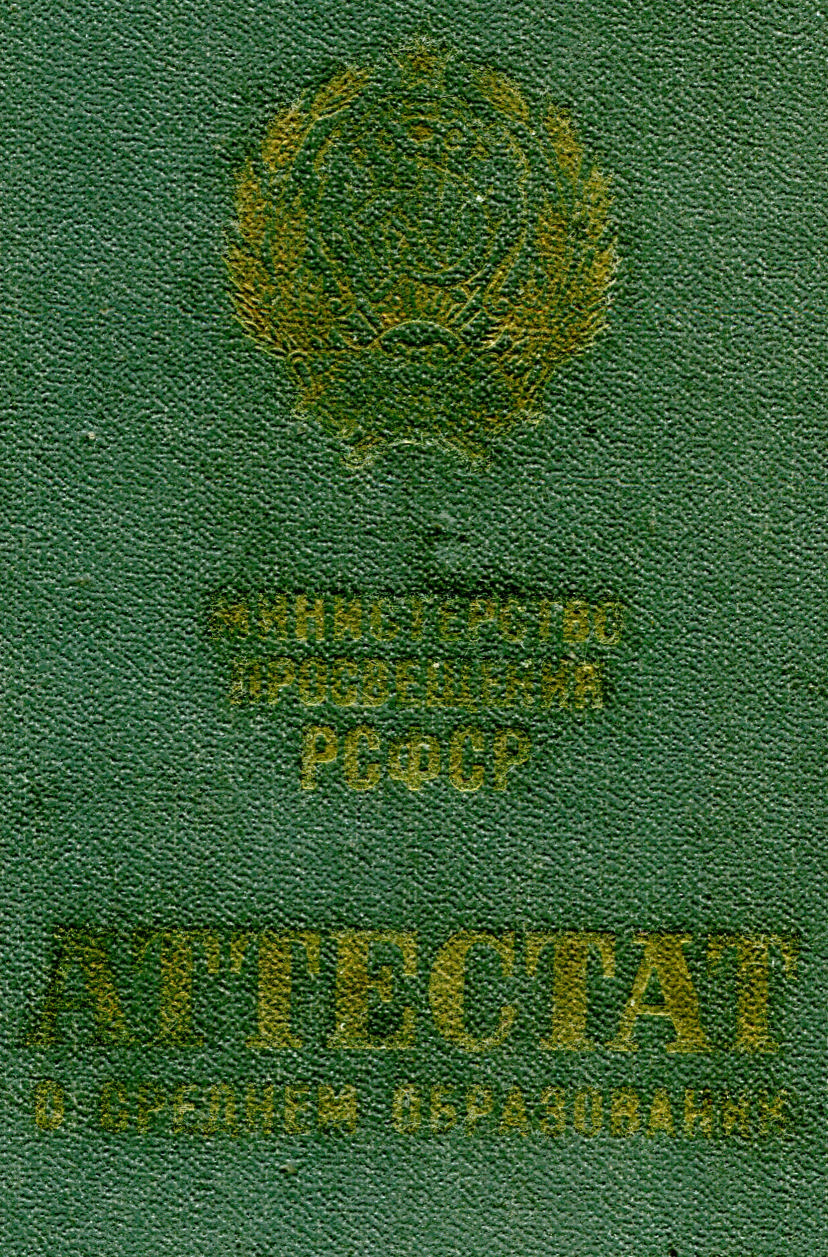 МИНИСТЕРСТВО
ПРОСВЕЩЕНИЯ
РСФСР
АТТЕСТАТ
О СРЕДНЕМ ОБРАЗОВАНИИ